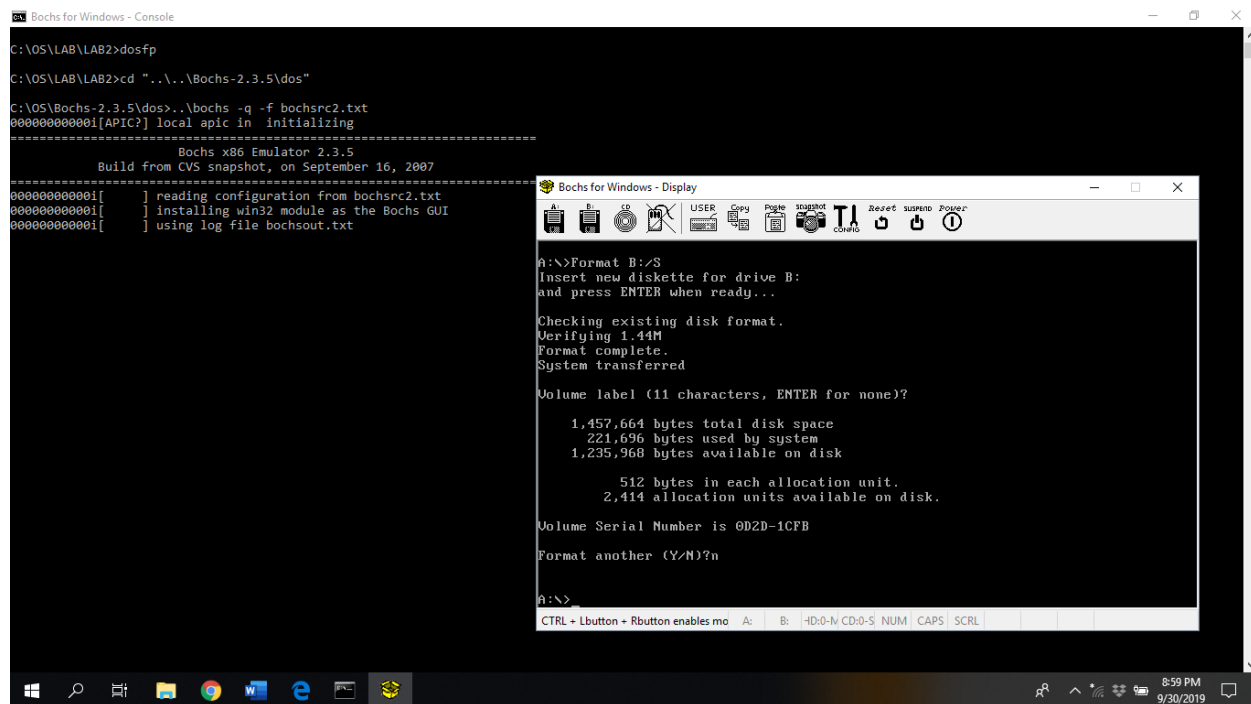 Bochs for Windows - Console
C:\OS\LAB\LAB2>dosfp
C:\OS\LAB\LAB2>cd "..\..\Bochs-2.3.5\dos"
C:\OS\Bochs-2.3.5\dos>..\bochs -q -f bochsrc2.txt
00000000000i[APIC?] local apic in  initializing
========================================================================
Bochs x86 Emulator 2.3.5
Build from CVS snapshot, on September 16, 2007
========================================================================
00000000000i[     ] reading configuration from bochsrc2.txt
00000000000i[     ] installing win32 module as the Bochs GUI
00000000000i[     ] using log file bochsout.txt
Bochs for Windows - Display
A: B: CD USER Copy Paste snapshot CONFIG Reset SUSPEND Power
A:\>Format B:/S
Insert new diskette for drive B:
and press ENTER when ready...
Checking existing disk format.
Verifying 1.44M
Format complete.
System transferred
Volume label (11 characters, ENTER for none)?
1,457,664 bytes total disk space
221,696 bytes used by system
1,235,968 bytes available on disk
512 bytes in each allocation unit.
2,414 allocation units available on disk.
Volume Serial Number is 0D2D-1CFB
Format another (Y/N)?n
A:\>_
CTRL + Lbutton + Rbutton enables mo A: B: HD:0-M CD:0-S NUM CAPS SCRL
8:59 PM
9/30/2019